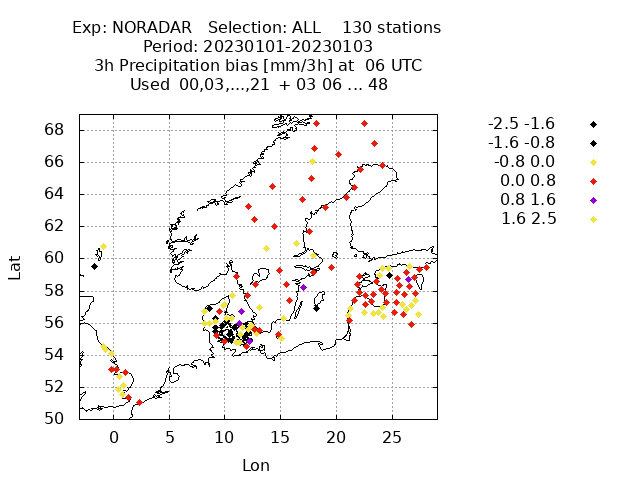 Exp: NORADAR   Selection: ALL    130 stations
Period: 20230101-20230103
3h Precipitation bias [mm/3h] at  06 UTC
Used  00,03,...,21  + 03 06 ... 48
-2.5 -1.6
-1.6 -0.8
-0.8 0.0
0.0 0.8
0.8 1.6
1.6 2.5
68
66
64
62
60
58
56
54
52
50
Lat
0 5 10 15 20 25
Lon